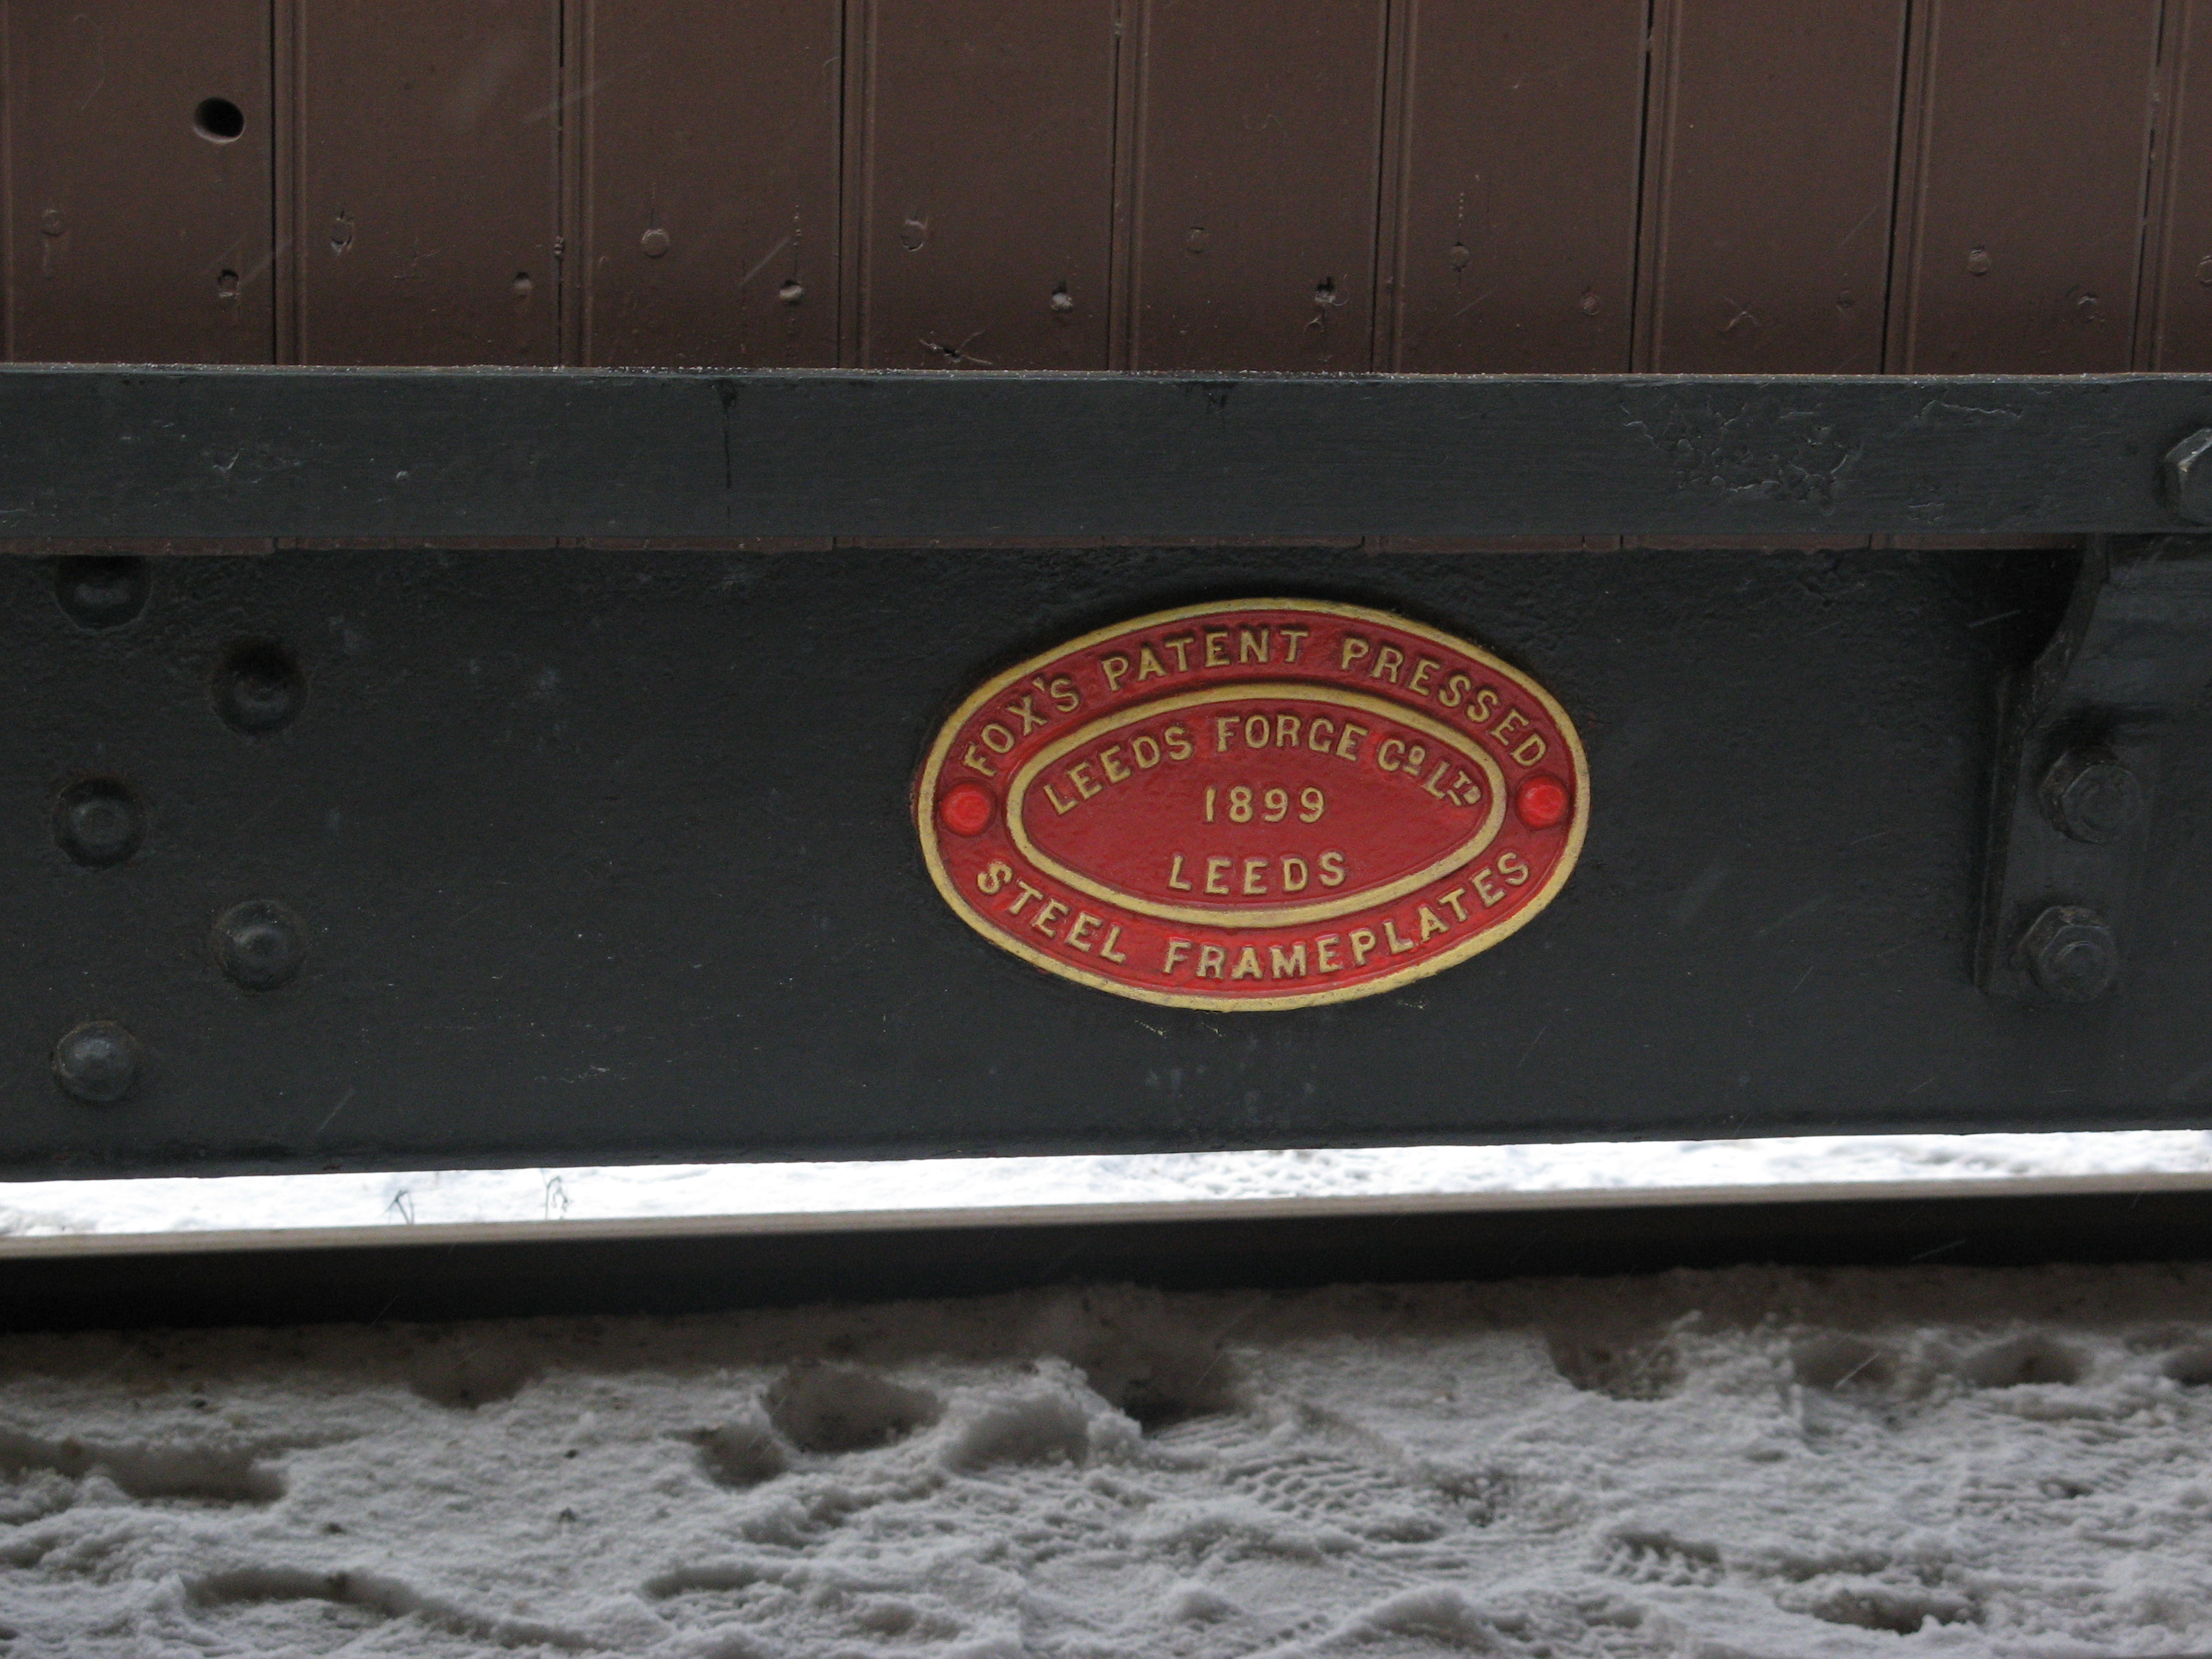 FOX'S PATENT PRESSED
LEEDS FORGE Co LTD
1899
LEEDS
STEEL FRAMEPLATES